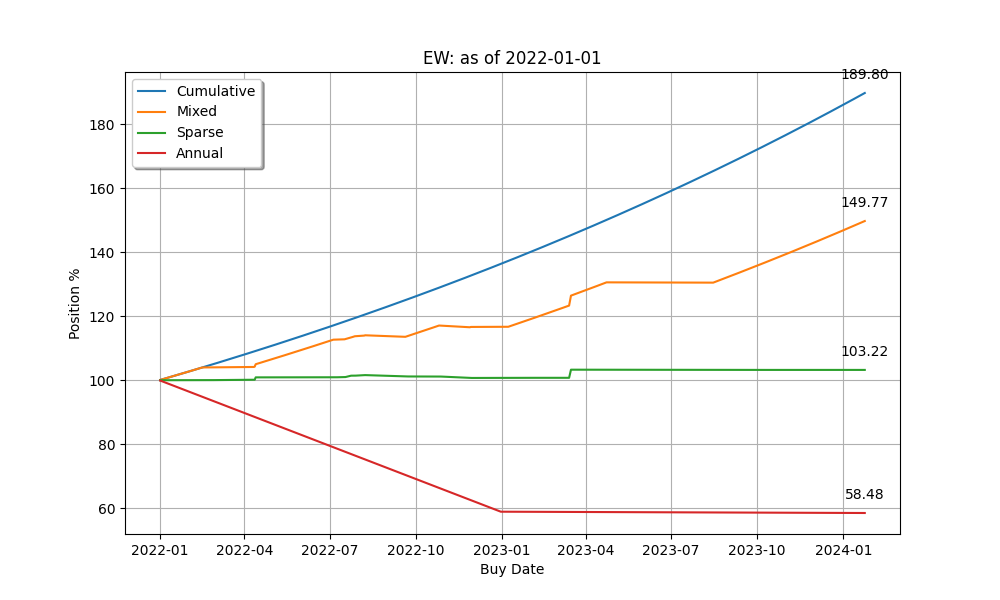 EW: as of 2022-01-01
Cumulative
Mixed
Sparse
Annual
189.80
149.77
103.22
58.48
Position %
180
160
140
120
100
80
60
2022-01 2022-04 2022-07 2022-10 2023-01 2023-04 2023-07 2023-10 2024-01
Buy Date